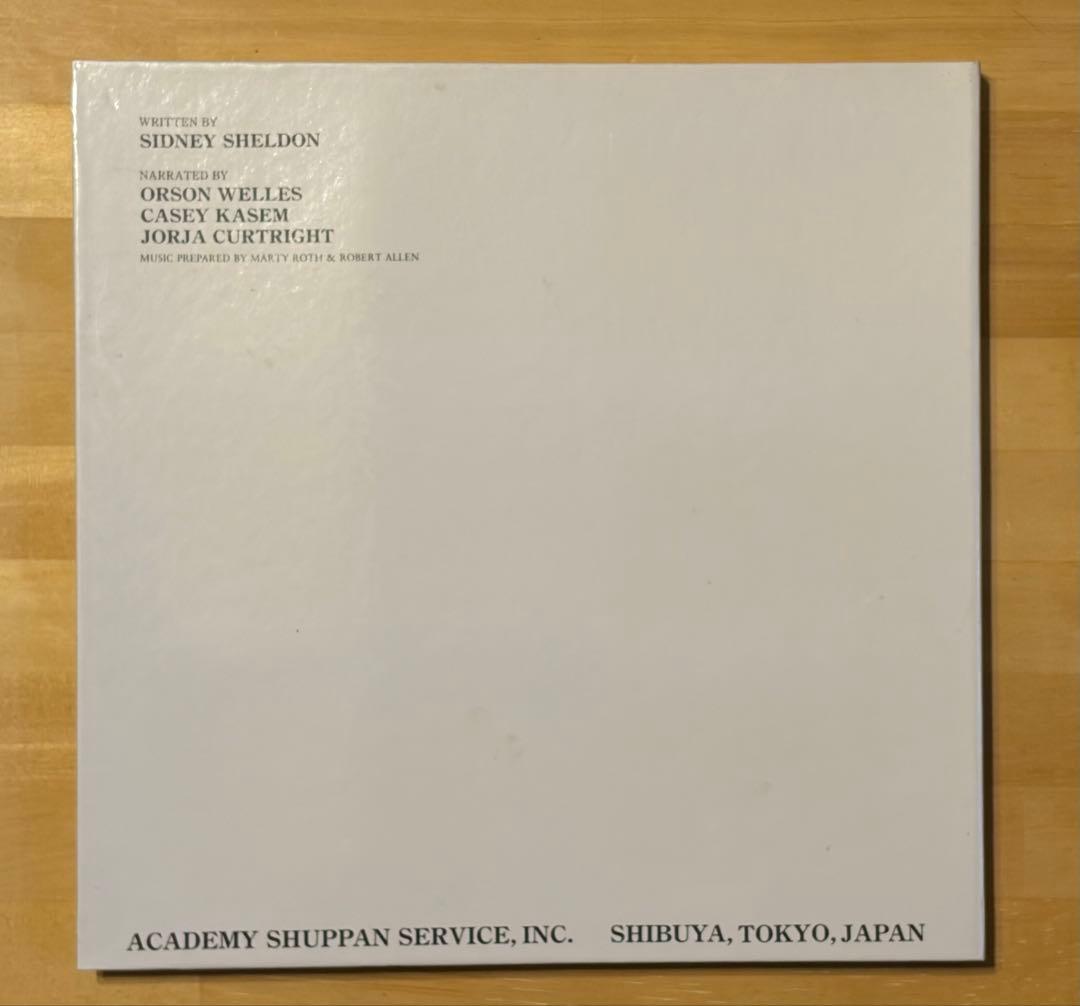 WRITTEN BY
SIDNEY SHELDON
NARRATED BY
ORSON WELLES
CASEY KASEM
JORJA CURTRIGHT
MUSIC PREPARED BY MARTY ROTH & ROBERT ALLEN
ACADEMY SHUPPAN SERVICE, INC. SHIBUYA, TOKYO, JAPAN